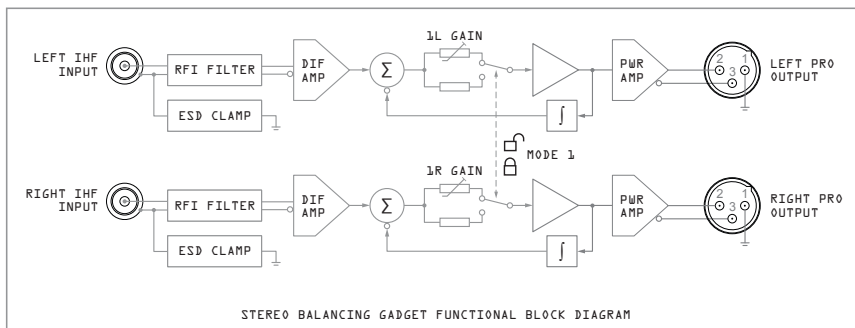 1L GAIN
LEFT IHF
INPUT
RFI FILTER
DIF
AMP
Σ
PWR
AMP
2
1
3
LEFT PRO
OUTPUT
ESD CLAMP
∫
MODE 1
1R GAIN
RIGHT IHF
INPUT
RFI FILTER
DIF
AMP
Σ
PWR
AMP
2
1
3
RIGHT PRO
OUTPUT
ESD CLAMP
∫
STEREO BALANCING GADGET FUNCTIONAL BLOCK DIAGRAM